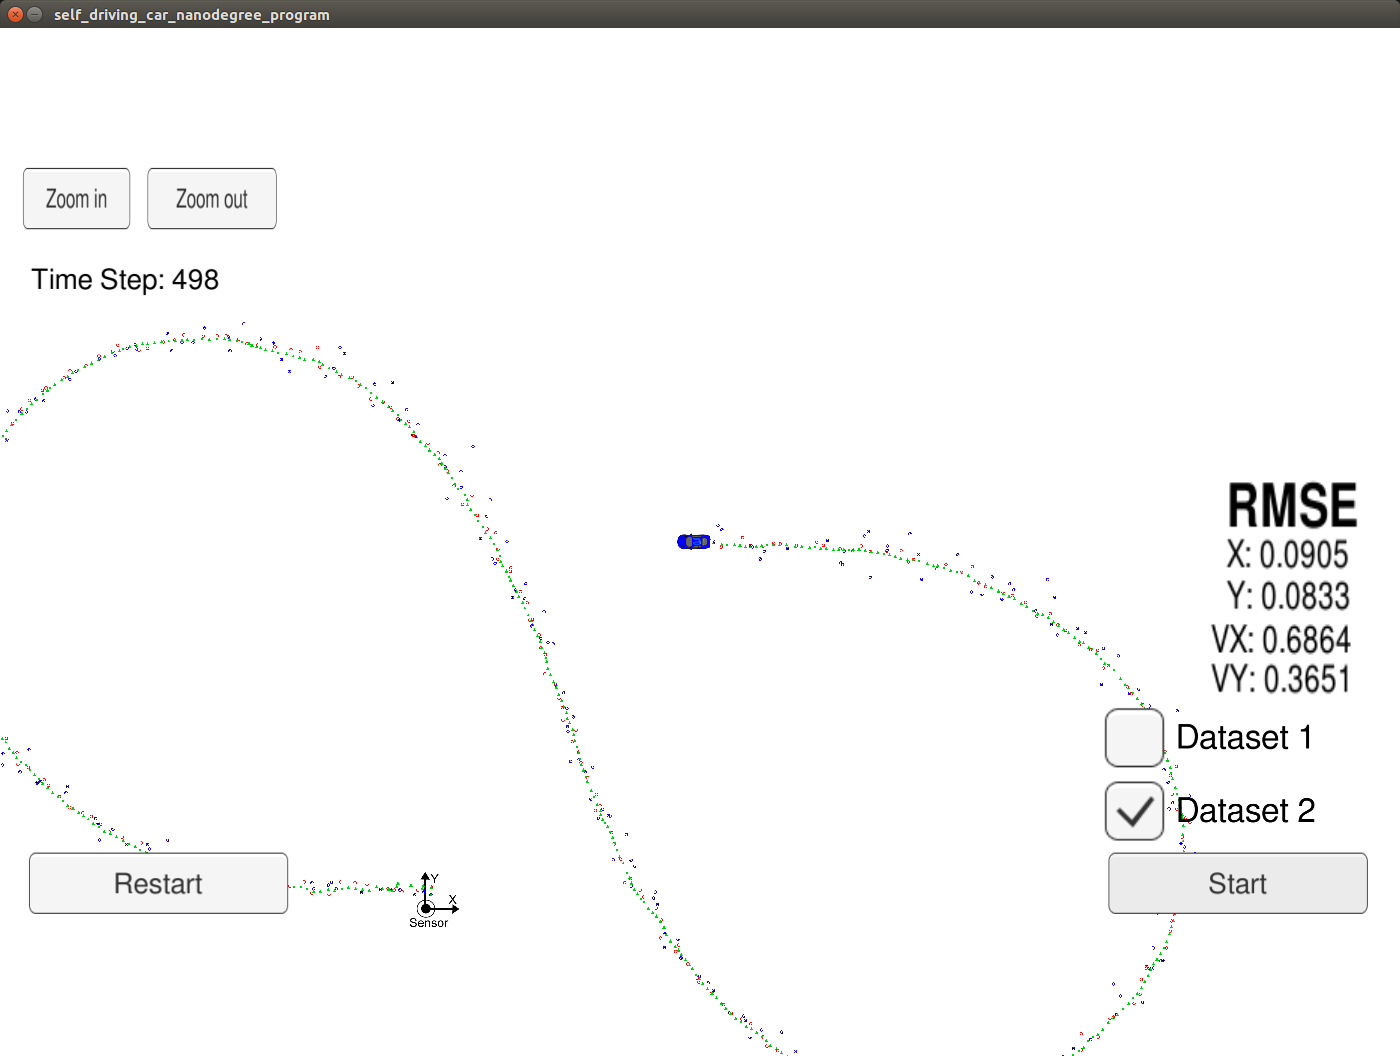 self_driving_car_nanodegree_program
Zoom in
Zoom out
Time Step: 498
RMSE
X: 0.0905
Y: 0.0833
VX: 0.6864
VY: 0.3651
Dataset 1
Dataset 2
Restart
Start
Y
X
Sensor